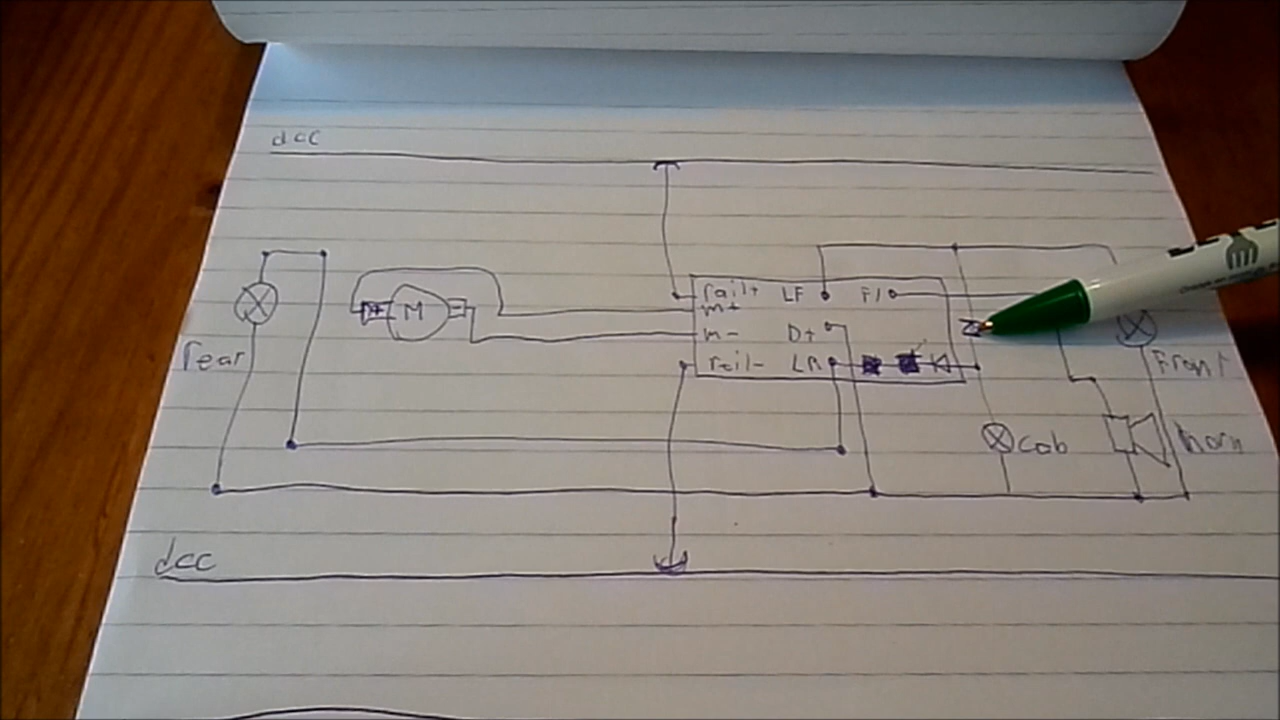 dcc
rail+ LF F1
m+
m- D+
rail- LR
M
rear
Front
cab
horn
dcc